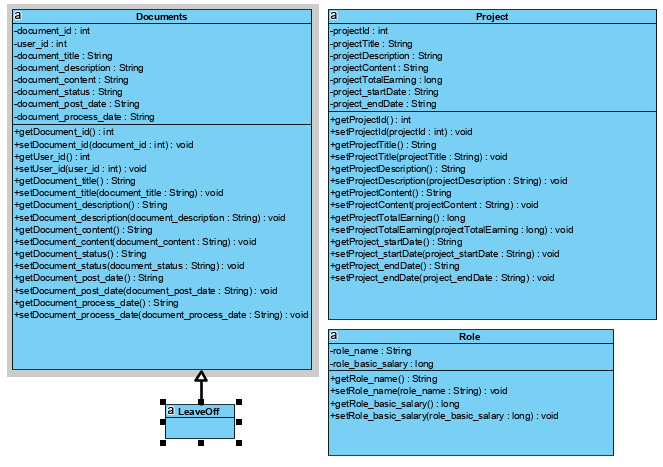 a
Documents
-document_id : int
-user_id : int
-document_title : String
-document_description : String
-document_content : String
-document_status : String
-document_post_date : String
-document_process_date : String
+getDocument_id() : int
+setDocument_id(document_id : int) : void
+getUser_id() : int
+setUser_id(user_id : int) : void
+getDocument_title() : String
+setDocument_title(document_title : String) : void
+getDocument_description() : String
+setDocument_description(document_description : String) : void
+getDocument_content() : String
+setDocument_content(document_content : String) : void
+getDocument_status() : String
+setDocument_status(document_status : String) : void
+getDocument_post_date() : String
+setDocument_post_date(document_post_date : String) : void
+getDocument_process_date() : String
+setDocument_process_date(document_process_date : String) : void
a
LeaveOff
a
Project
-projectId : int
-projectTitle : String
-projectDescription : String
-projectContent : String
-projectTotalEarning : long
-project_startDate : String
-project_endDate : String
+getProjectId() : int
+setProjectId(projectId : int) : void
+getProjectTitle() : String
+setProjectTitle(projectTitle : String) : void
+getProjectDescription() : String
+setProjectDescription(projectDescription : String) : void
+getProjectContent() : String
+setProjectContent(projectContent : String) : void
+getProjectTotalEarning() : long
+setProjectTotalEarning(projectTotalEarning : long) : void
+getProject_startDate() : String
+setProject_startDate(project_startDate : String) : void
+getProject_endDate() : String
+setProject_endDate(project_endDate : String) : void
a
Role
-role_name : String
-role_basic_salary : long
+getRole_name() : String
+setRole_name(role_name : String) : void
+getRole_basic_salary() : long
+setRole_basic_salary(role_basic_salary : long) : void